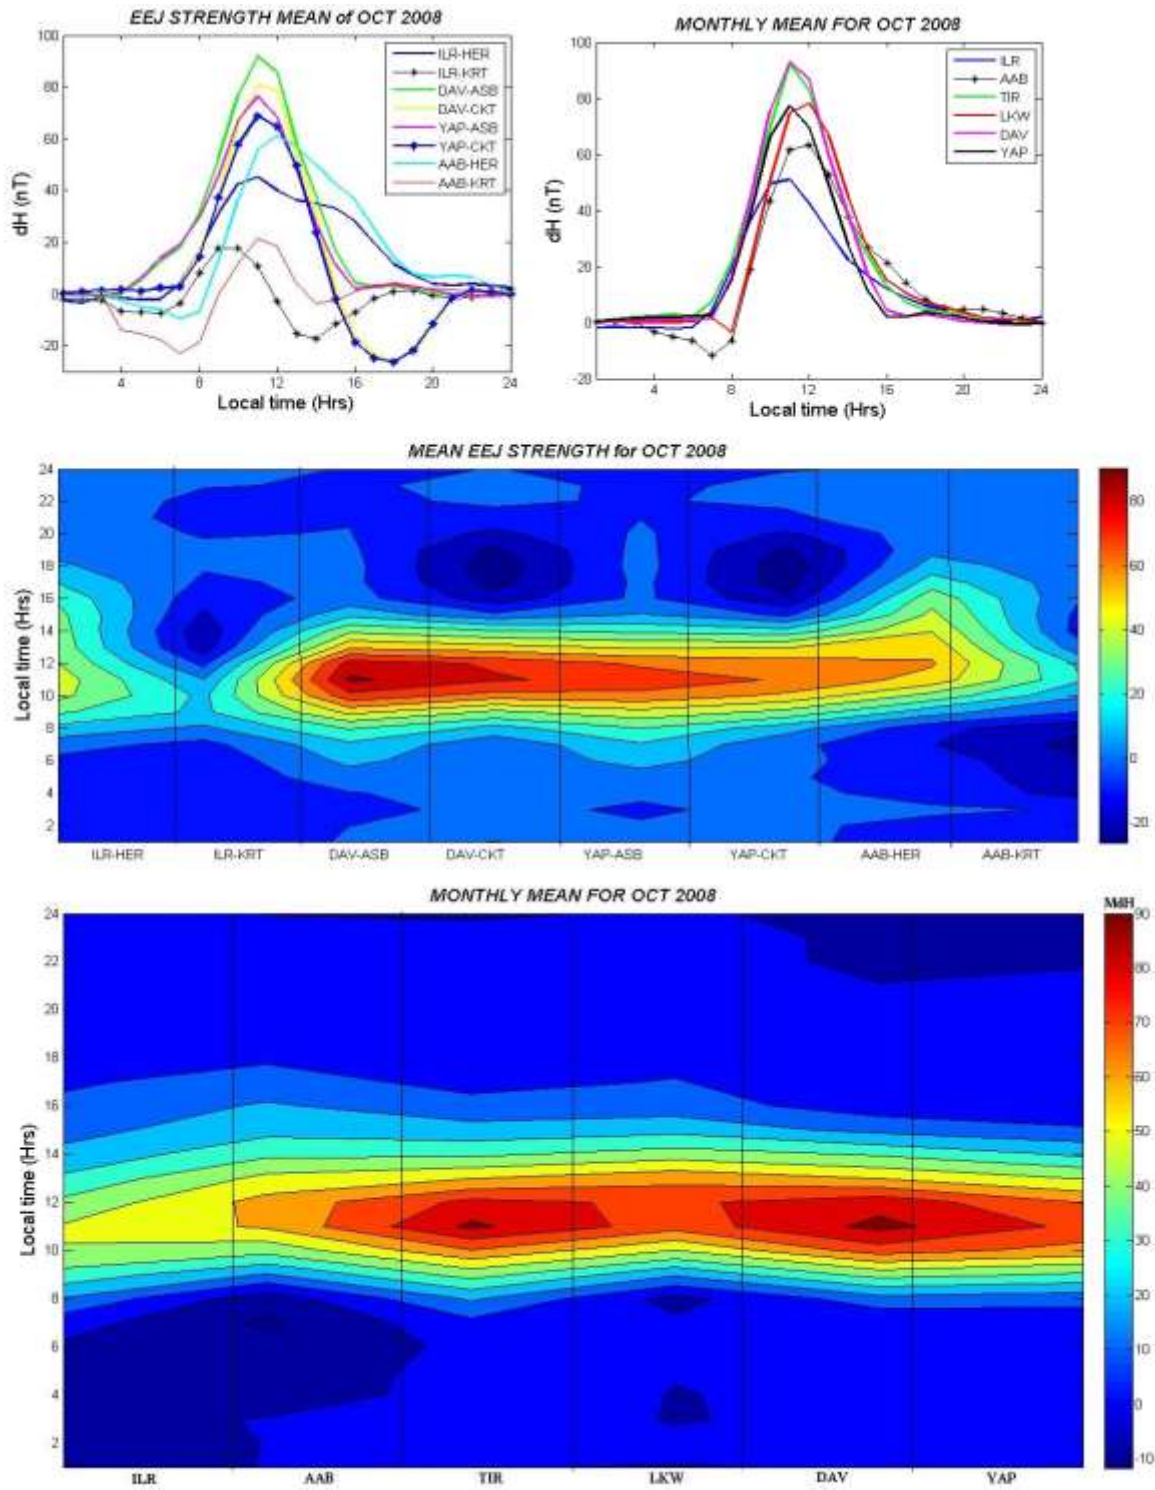 EEJ STRENGTH MEAN of OCT 2008
100
80
60
40
20
0
-20
dH (nT)
4 8 12 16 20 24
Local time (Hrs)
ILR-HER
ILR-KRT
DAV-ASB
DAV-CKT
YAP-ASB
YAP-CKT
AAB-HER
AAB-KRT
MONTHLY MEAN FOR OCT 2008
100
80
60
40
20
0
-20
dH (nT)
4 8 12 16 20 24
Local time (Hrs)
ILR
AAB
TIR
LKW
DAV
YAP
MEAN EEJ STRENGTH for OCT 2008
24
22
20
18
16
14
12
10
8
6
4
2
Local time (Hrs)
ILR-HER ILR-KRT DAV-ASB DAV-CKT YAP-ASB YAP-CKT AAB-HER AAB-KRT
80
60
40
20
0
-20
MONTHLY MEAN FOR OCT 2008
24
22
20
18
16
14
12
10
8
6
4
2
Local time (Hrs)
ILR AAB TIR LKW DAV YAP
MdH
90
80
70
60
50
40
30
20
10
0
-10